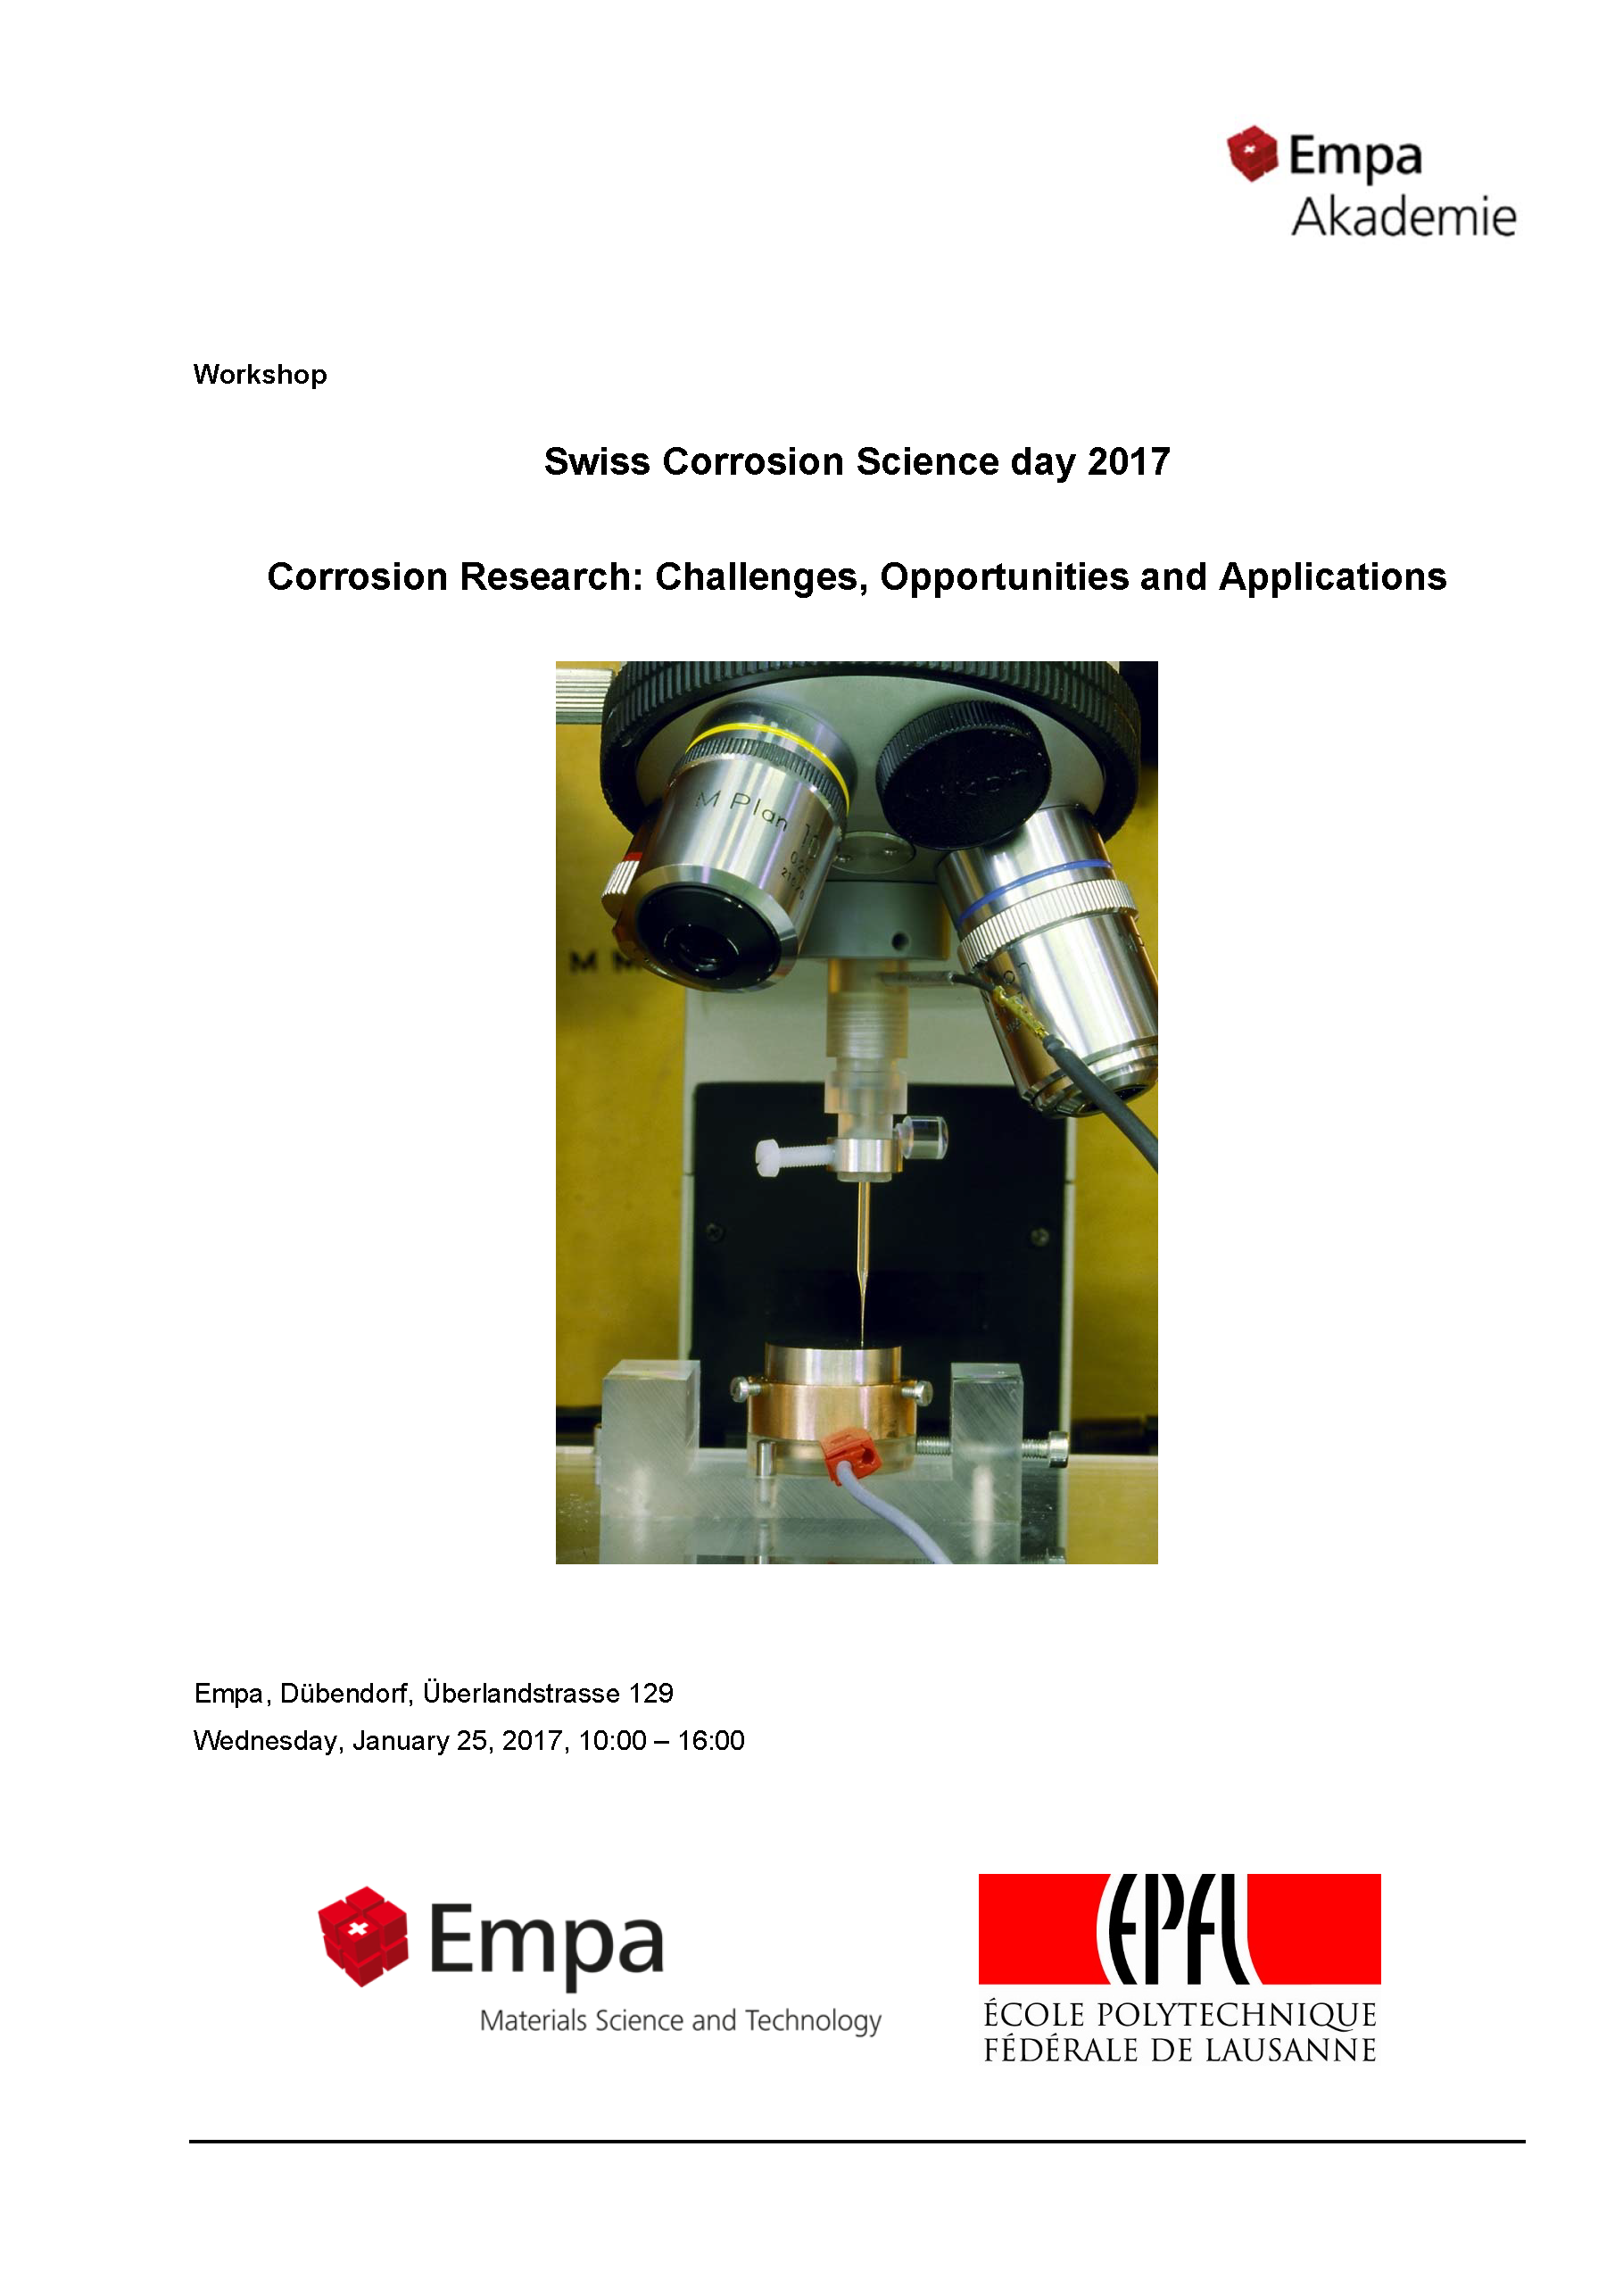 Empa
Akademie
Workshop
Swiss Corrosion Science day 2017
Corrosion Research: Challenges, Opportunities and Applications
M Plan 10
Empa, Dübendorf, Überlandstrasse 129
Wednesday, January 25, 2017, 10:00 – 16:00
Empa
Materials Science and Technology
EPFL
ÉCOLE POLYTECHNIQUE
FÉDÉRALE DE LAUSANNE